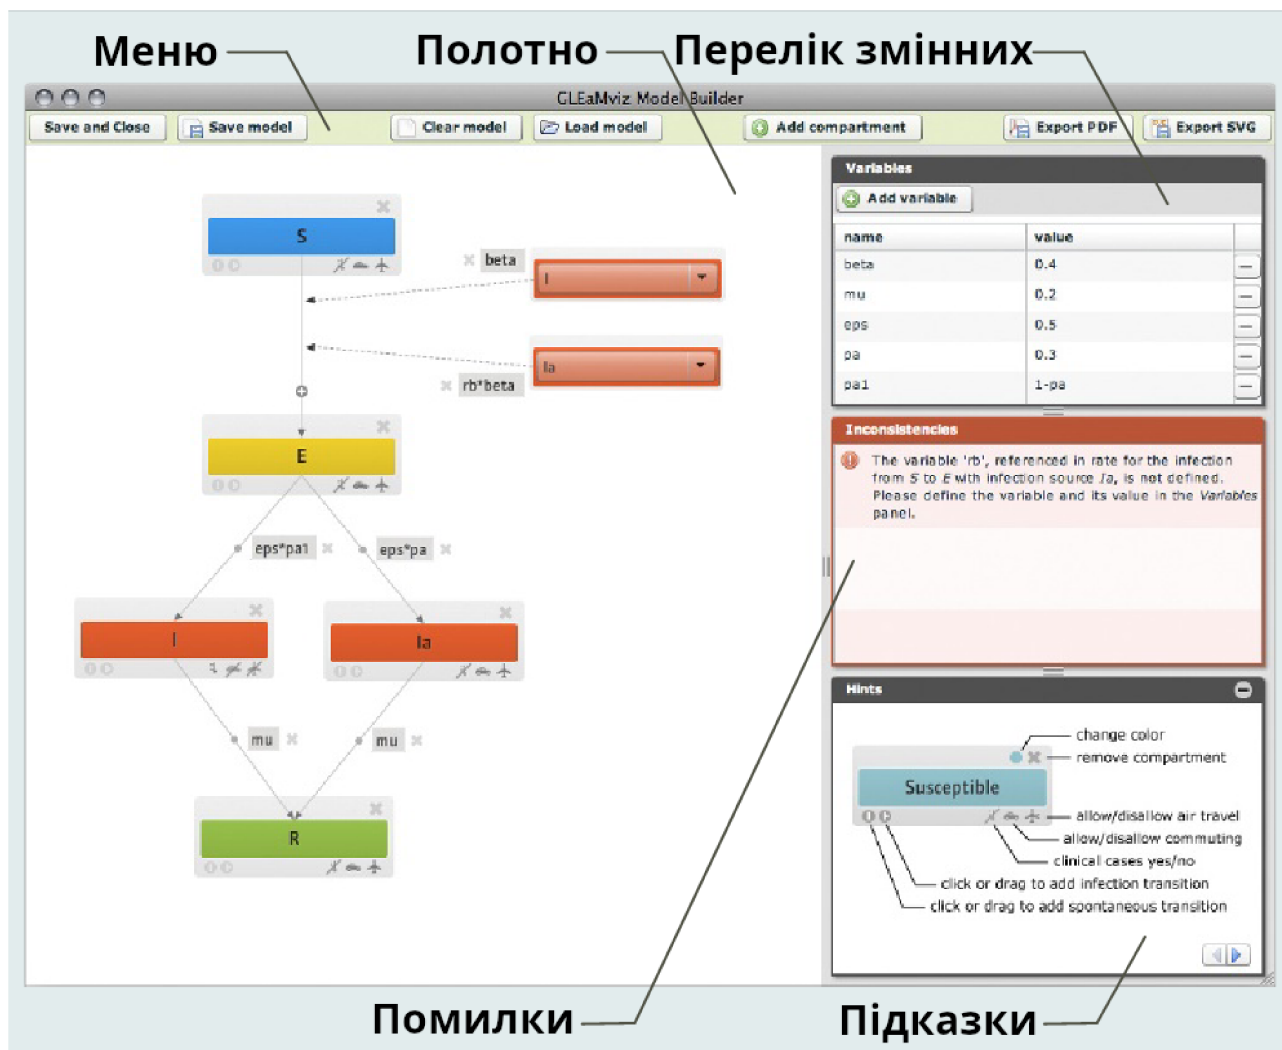 Меню
Полотно
Перелік змінних
GLEaMviz Model Builder
Save and Close
Save model
Clear model
Load model
Add compartment
Export PDF
Export SVG
S
beta
I
Ia
rb*beta
E
eps*pa1
eps*pa
I
Ia
mu
mu
R
Variables
Add variable
name value
beta 0.4
mu 0.2
eps 0.5
pa 0.3
pa1 1-pa
Inconsistencies
The variable 'rb', referenced in rate for the infection
from S to E with infection source Ia, is not defined.
Please define the variable and its value in the Variables
panel.
Hints
change color
remove compartment
Susceptible
allow/disallow air travel
allow/disallow commuting
clinical cases yes/no
click or drag to add infection transition
click or drag to add spontaneous transition
Помилки
Підказки